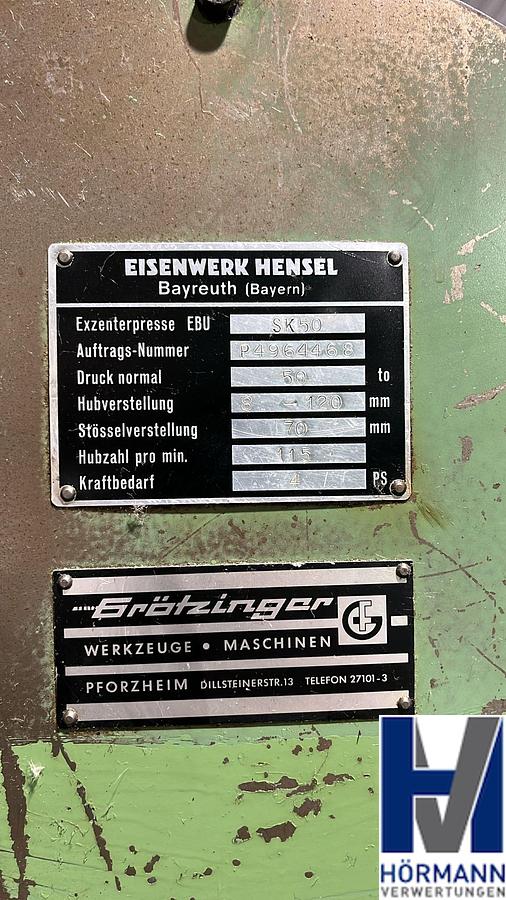 EISENWERK HENSEL
Bayreuth (Bayern)
Exzenterpresse EBU SK50
Auftrags-Nummer P4964468
Druck normal 50 to
Hubverstellung 8 - 120 mm
Stösselverstellung 70 mm
Hubzahl pro min. 115
Kraftbedarf 4 PS
Grötzinger
WERKZEUGE • MASCHINEN
PFORZHEIM DILLSTEINERSTR.13 TELEFON 27101-3
HÖRMANN
VERWERTUNGEN